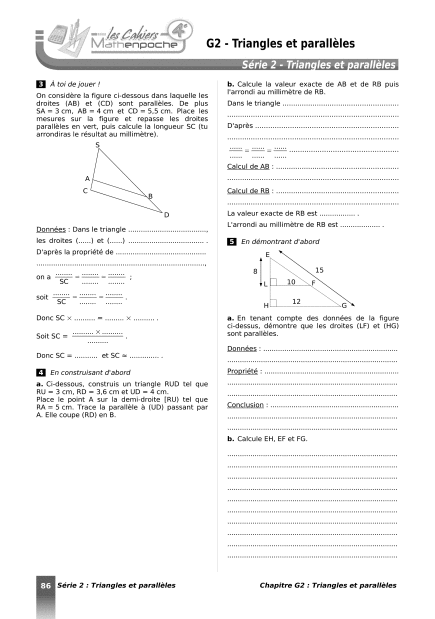 les Cahiers
Mathenpoche
4e
G2 - Triangles et parallèles
Série 2 - Triangles et parallèles
3 À toi de jouer !
On considère la figure ci-dessous dans laquelle les
droites (AB) et (CD) sont parallèles. De plus
SA = 3 cm, AB = 4 cm et CD = 5,5 cm. Place les
mesures sur la figure et repasse les droites
parallèles en vert, puis calcule la longueur SC (tu
arrondiras le résultat au millimètre).
S
A
C
B
D
Données : Dans le triangle ....................................,
les droites (......) et (......) ................................... .
D'après la propriété de ..........................................
..............................................................................,
on a ........ / SC = ........ / ........ = ........ / ........ ;
soit ........ / SC = ........ / ........ = ........ / ........ .
Donc SC × .......... = ......... × .......... .
Soit SC = .......... × .......... / ..........
Donc SC = ........... et SC ≈ .............. .
4 En construisant d'abord
a. Ci-dessous, construis un triangle RUD tel que
RU = 3 cm, RD = 3,6 cm et UD = 4 cm.
Place le point A sur la demi-droite [RU) tel que
RA = 5 cm. Trace la parallèle à (UD) passant par
A. Elle coupe (RD) en B.
b. Calcule la valeur exacte de AB et de RB puis
l'arrondi au millimètre de RB.
Dans le triangle ......................................................
..............................................................................
D'après ..................................................................
..............................................................................
...... / ...... = ...... / ...... = ...... / ......
Calcul de AB : .........................................................
..............................................................................
Calcul de RB : .........................................................
..............................................................................
La valeur exacte de RB est ................ .
L'arrondi au millimètre de RB est .................. .
5 En démontrant d'abord
E
8
15
L
10
F
H
12
G
a. En tenant compte des données de la figure
ci-dessus, démontre que les droites (LF) et (HG)
sont parallèles.
Données : ..............................................................
..............................................................................
Propriété : ..............................................................
..............................................................................
..............................................................................
Conclusion : ...........................................................
..............................................................................
..............................................................................
b. Calcule EH, EF et FG.
..............................................................................
..............................................................................
..............................................................................
..............................................................................
..............................................................................
..............................................................................
..............................................................................
..............................................................................
..............................................................................
..............................................................................
86 Série 2 : Triangles et parallèles
Chapitre G2 : Triangles et parallèles